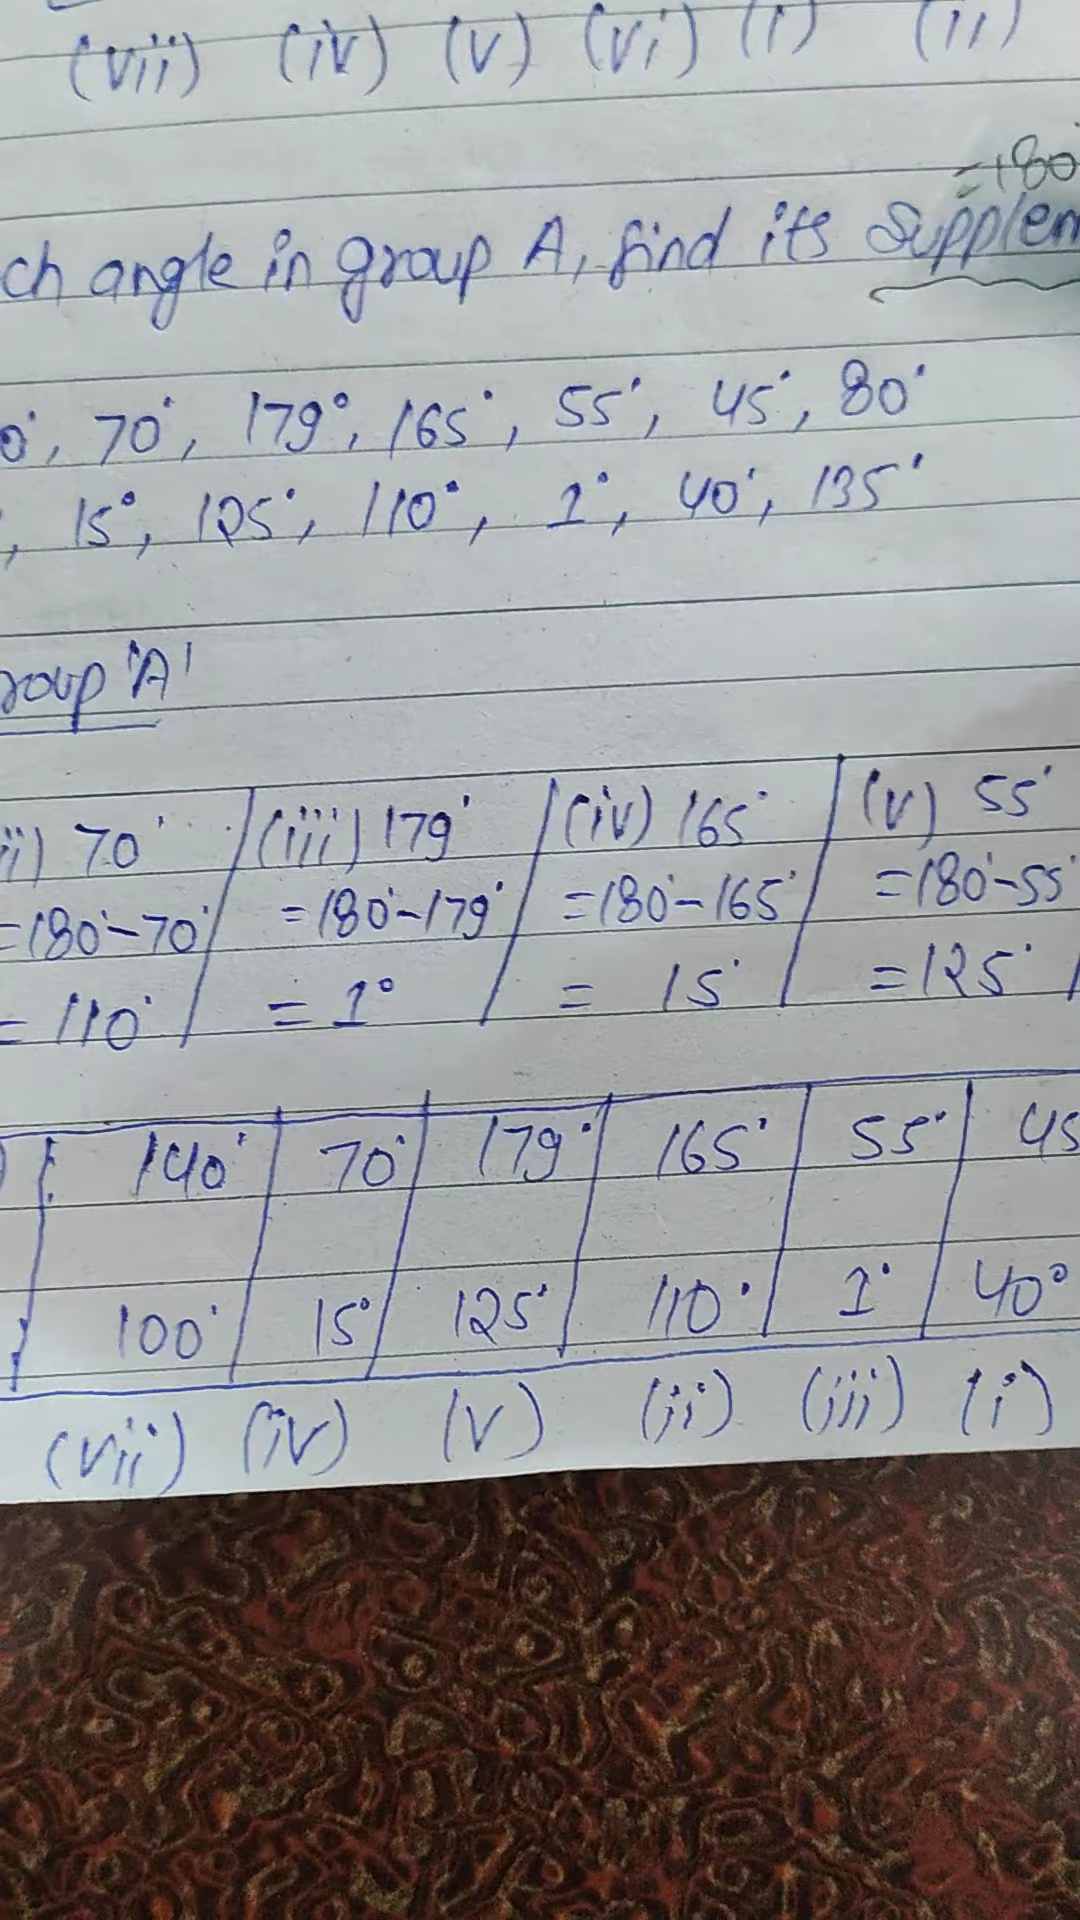 (vii) (iv) (v) (vi) (i) (ii)
=180°
ch angle in group A, find its Supplem
0°, 70°, 179°, 165°, 55°, 45°, 80°
, 15°, 125°, 110°, 1°, 40°, 135°
roup 'A'
ii) 70° (iii) 179° (iv) 165° (v) 55°
=180°-70° =180°-179° =180°-165° =180°-55
=110° = 1° = 15° =125°
140° 70° 179° 165° 55° 45
100° 15° 125° 110° 1° 40°
(vii) (iv) (v) (ii) (iii) (i)